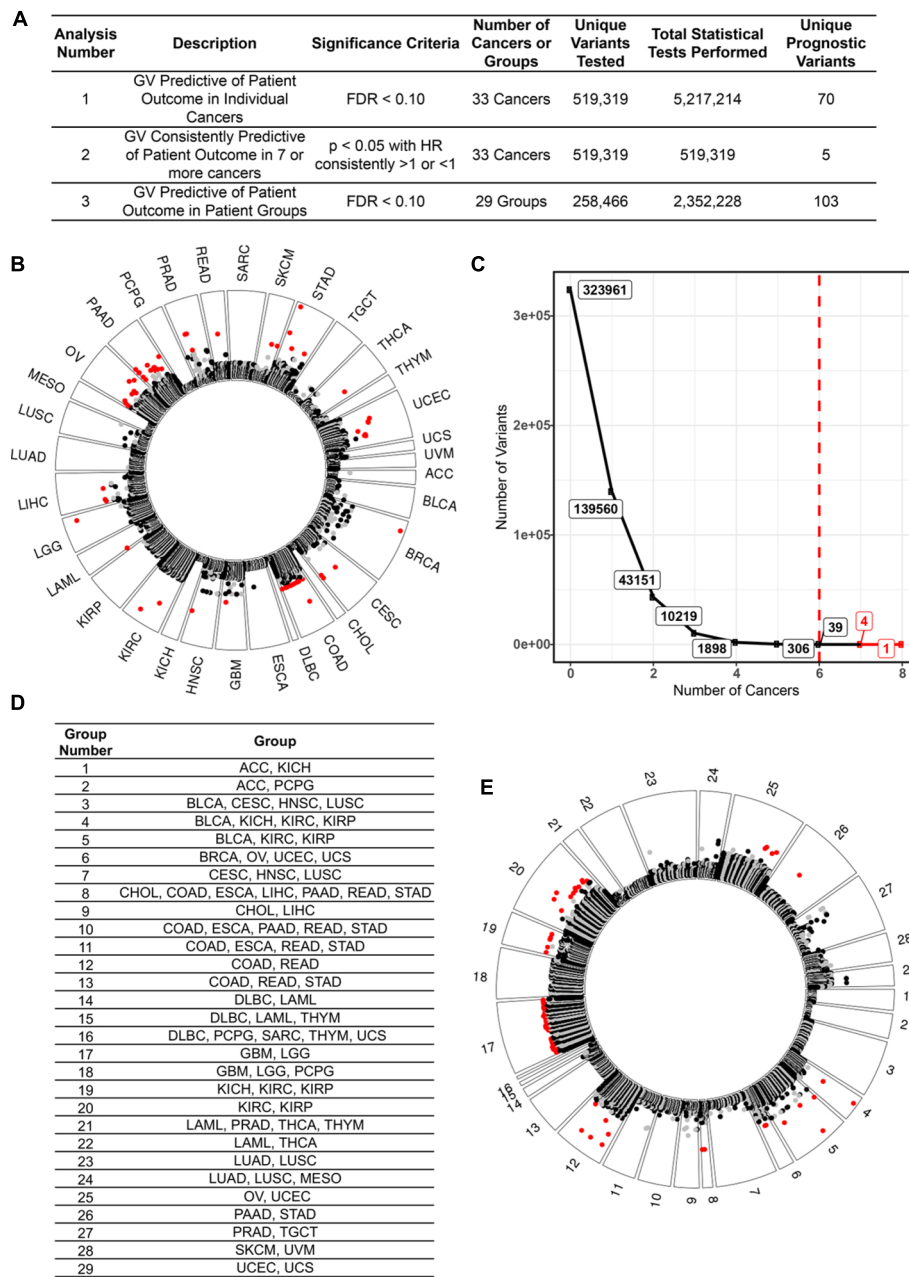 A
Analysis Number
Description
Significance Criteria
Number of Cancers or Groups
Unique Variants Tested
Total Statistical Tests Performed
Unique Prognostic Variants
1
GV Predictive of Patient
Outcome in Individual
Cancers
FDR < 0.10
33 Cancers
519,319
5,217,214
70
2
GV Consistently Predictive
of Patient Outcome in 7 or
more cancers
p < 0.05 with HR
consistently >1 or <1
33 Cancers
519,319
519,319
5
3
GV Predictive of Patient
Outcome in Patient Groups
FDR < 0.10
29 Groups
258,466
2,352,228
103
B
SARC
SKCM
STAD
TGCT
THCA
THYM
UCEC
UCS
UVM
ACC
BLCA
BRCA
CESC
CHOL
COAD
DLBC
ESCA
GBM
HNSC
KICH
KIRC
KIRP
LAML
LGG
LIHC
LUAD
LUSC
MESO
OV
PAAD
PCPG
PRAD
READ
C
Number of Variants
3e+05
2e+05
1e+05
0e+00
323961
139560
43151
10219
1898
306
39
4
1
0
2
4
6
8
Number of Cancers
D
Group Number
Group
1 ACC, KICH
2 ACC, PCPG
3 BLCA, CESC, HNSC, LUSC
4 BLCA, KICH, KIRC, KIRP
5 BLCA, KIRC, KIRP
6 BRCA, OV, UCEC, UCS
7 CESC, HNSC, LUSC
8 CHOL, COAD, ESCA, LIHC, PAAD, READ, STAD
9 CHOL, LIHC
10 COAD, ESCA, PAAD, READ, STAD
11 COAD, ESCA, READ, STAD
12 COAD, READ
13 COAD, READ, STAD
14 DLBC, LAML
15 DLBC, LAML, THYM
16 DLBC, PCPG, SARC, THYM, UCS
17 GBM, LGG
18 GBM, LGG, PCPG
19 KICH, KIRC, KIRP
20 KIRC, KIRP
21 LAML, PRAD, THCA, THYM
22 LAML, THCA
23 LUAD, LUSC
24 LUAD, LUSC, MESO
25 OV, UCEC
26 PAAD, STAD
27 PRAD, TGCT
28 SKCM, UVM
29 UCEC, UCS
E
23
24
25
26
27
28
2
1
2
3
4
5
6
7
8
9
10
11
12
13
17
18
19
20
21
22